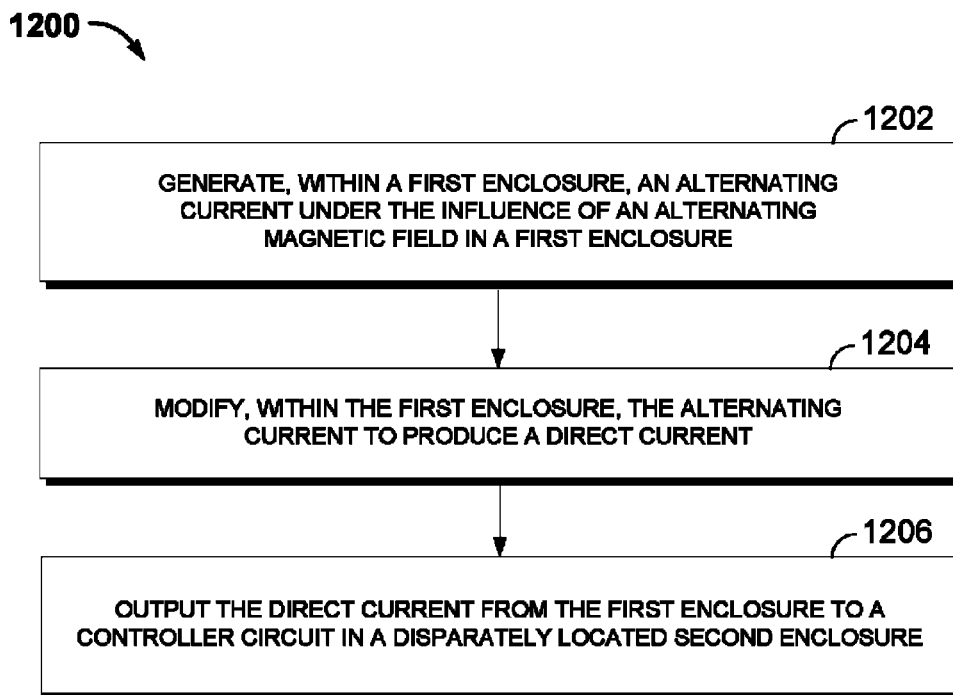 1200
1202
GENERATE, WITHIN A FIRST ENCLOSURE, AN ALTERNATING
CURRENT UNDER THE INFLUENCE OF AN ALTERNATING
MAGNETIC FIELD IN A FIRST ENCLOSURE
1204
MODIFY, WITHIN THE FIRST ENCLOSURE, THE ALTERNATING
CURRENT TO PRODUCE A DIRECT CURRENT
1206
OUTPUT THE DIRECT CURRENT FROM THE FIRST ENCLOSURE TO A
CONTROLLER CIRCUIT IN A DISPARATELY LOCATED SECOND ENCLOSURE